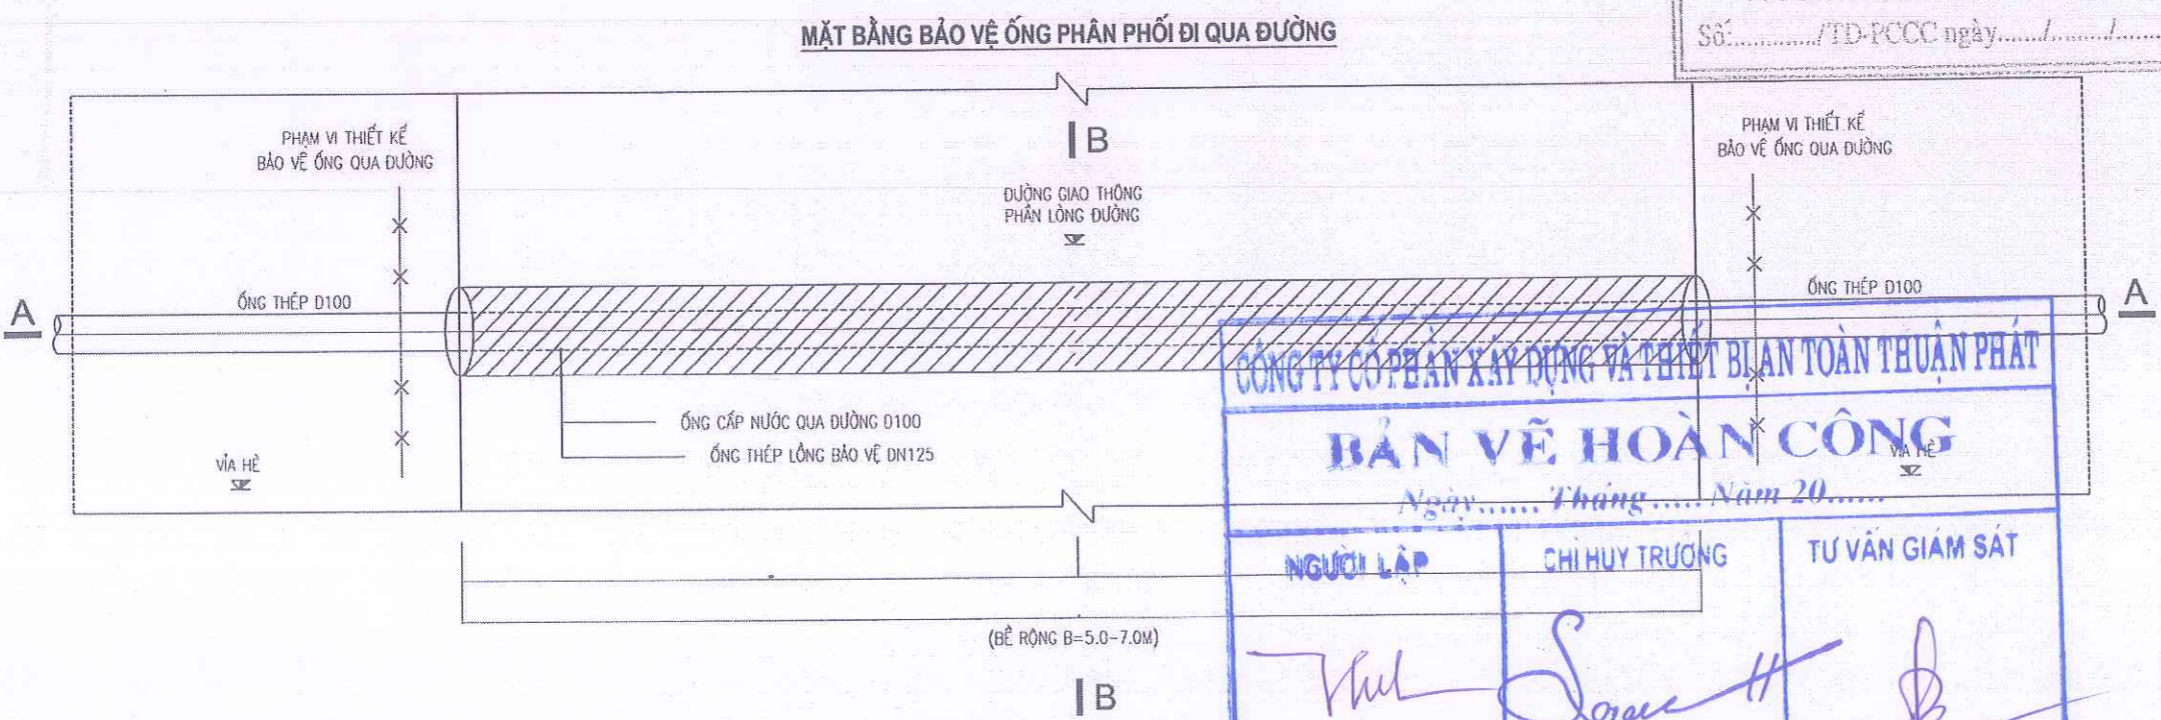 MẶT BẰNG BẢO VỆ ỐNG PHÂN PHỐI ĐI QUA ĐƯỜNG
Số:............/TD-PCCC ngày....../........./........
PHẠM VI THIẾT KẾ
BẢO VỆ ỐNG QUA ĐƯỜNG
B
ĐƯỜNG GIAO THÔNG
PHẦN LÒNG ĐƯỜNG
PHẠM VI THIẾT KẾ
BẢO VỆ ỐNG QUA ĐƯỜNG
A
ỐNG THÉP D100
ỐNG THÉP D100
A
CÔNG TY CỔ PHẦN XÂY DỰNG VÀ THIẾT BỊ AN TOÀN THUẬN PHÁT
ỐNG CẤP NƯỚC QUA ĐƯỜNG D100
ỐNG THÉP LỒNG BẢO VỆ DN125
BẢN VẼ HOÀN CÔNG
VỈA HÈ
VỈA HÈ
Ngày...... Tháng ..... Năm 20......
NGƯỜI LẬP
CHỈ HUY TRƯỞNG
TƯ VẤN GIÁM SÁT
(BỀ RỘNG B=5.0-7.0M)
B